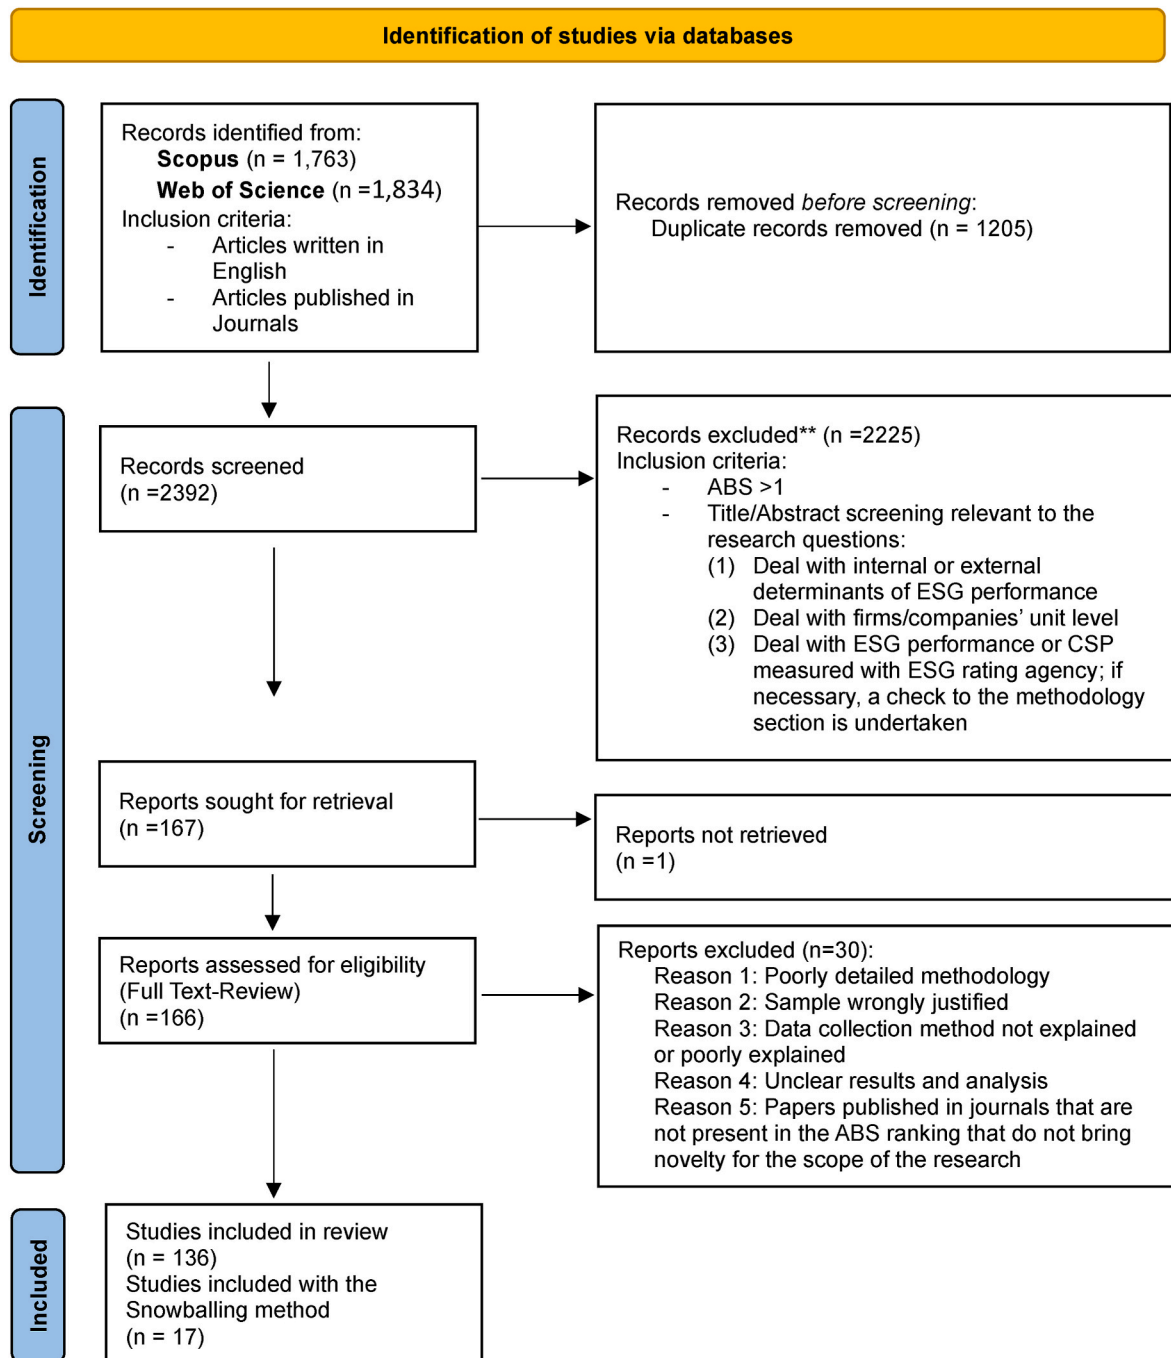 Identification of studies via databases
Identification
Records identified from:
Scopus (n = 1,763)
Web of Science (n =1,834)
Inclusion criteria:
- Articles written in
English
- Articles published in
Journals
Records removed before screening:
Duplicate records removed (n = 1205)
Screening
Records screened
(n =2392)
Records excluded** (n =2225)
Inclusion criteria:
- ABS >1
- Title/Abstract screening relevant to the
research questions:
(1) Deal with internal or external
determinants of ESG performance
(2) Deal with firms/companies’ unit level
(3) Deal with ESG performance or CSP
measured with ESG rating agency; if
necessary, a check to the methodology
section is undertaken
Reports sought for retrieval
(n =167)
Reports not retrieved
(n =1)
Reports assessed for eligibility
(Full Text-Review)
(n =166)
Reports excluded (n=30):
Reason 1: Poorly detailed methodology
Reason 2: Sample wrongly justified
Reason 3: Data collection method not explained
or poorly explained
Reason 4: Unclear results and analysis
Reason 5: Papers published in journals that are
not present in the ABS ranking that do not bring
novelty for the scope of the research
Included
Studies included in review
(n = 136)
Studies included with the
Snowballing method
(n = 17)